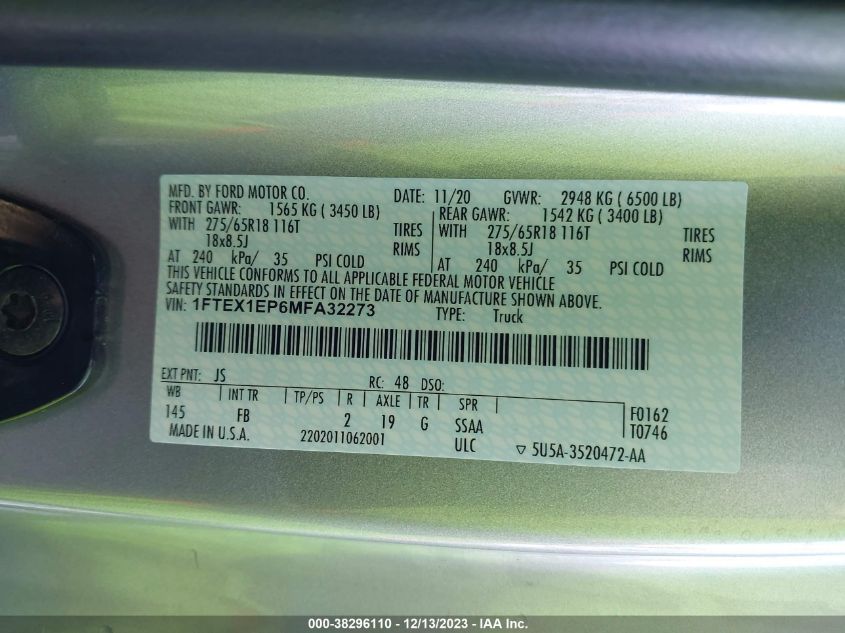 MFD. BY FORD MOTOR CO. DATE: 11/20 GVWR: 2948 KG ( 6500 LB)
FRONT GAWR: 1565 KG ( 3450 LB) REAR GAWR: 1542 KG ( 3400 LB)
WITH 275/65R18 116T TIRES WITH 275/65R18 116T TIRES
18x8.5J RIMS 18x8.5J RIMS
AT 240 kPa/ 35 PSI COLD AT 240 kPa/ 35 PSI COLD
THIS VEHICLE CONFORMS TO ALL APPLICABLE FEDERAL MOTOR VEHICLE
SAFETY STANDARDS IN EFFECT ON THE DATE OF MANUFACTURE SHOWN ABOVE.
VIN: 1FTEX1EP6MFA32273 TYPE: Truck
EXT PNT: JS RC: 48 DSO:
WB INT TR TP/PS R AXLE TR SPR F0162
145 FB 2 19 G SSAA T0746
MADE IN U.S.A. 2202011062001 ULC ▽ 5U5A-3520472-AA
000-38296110 - 12/13/2023 - IAA Inc.